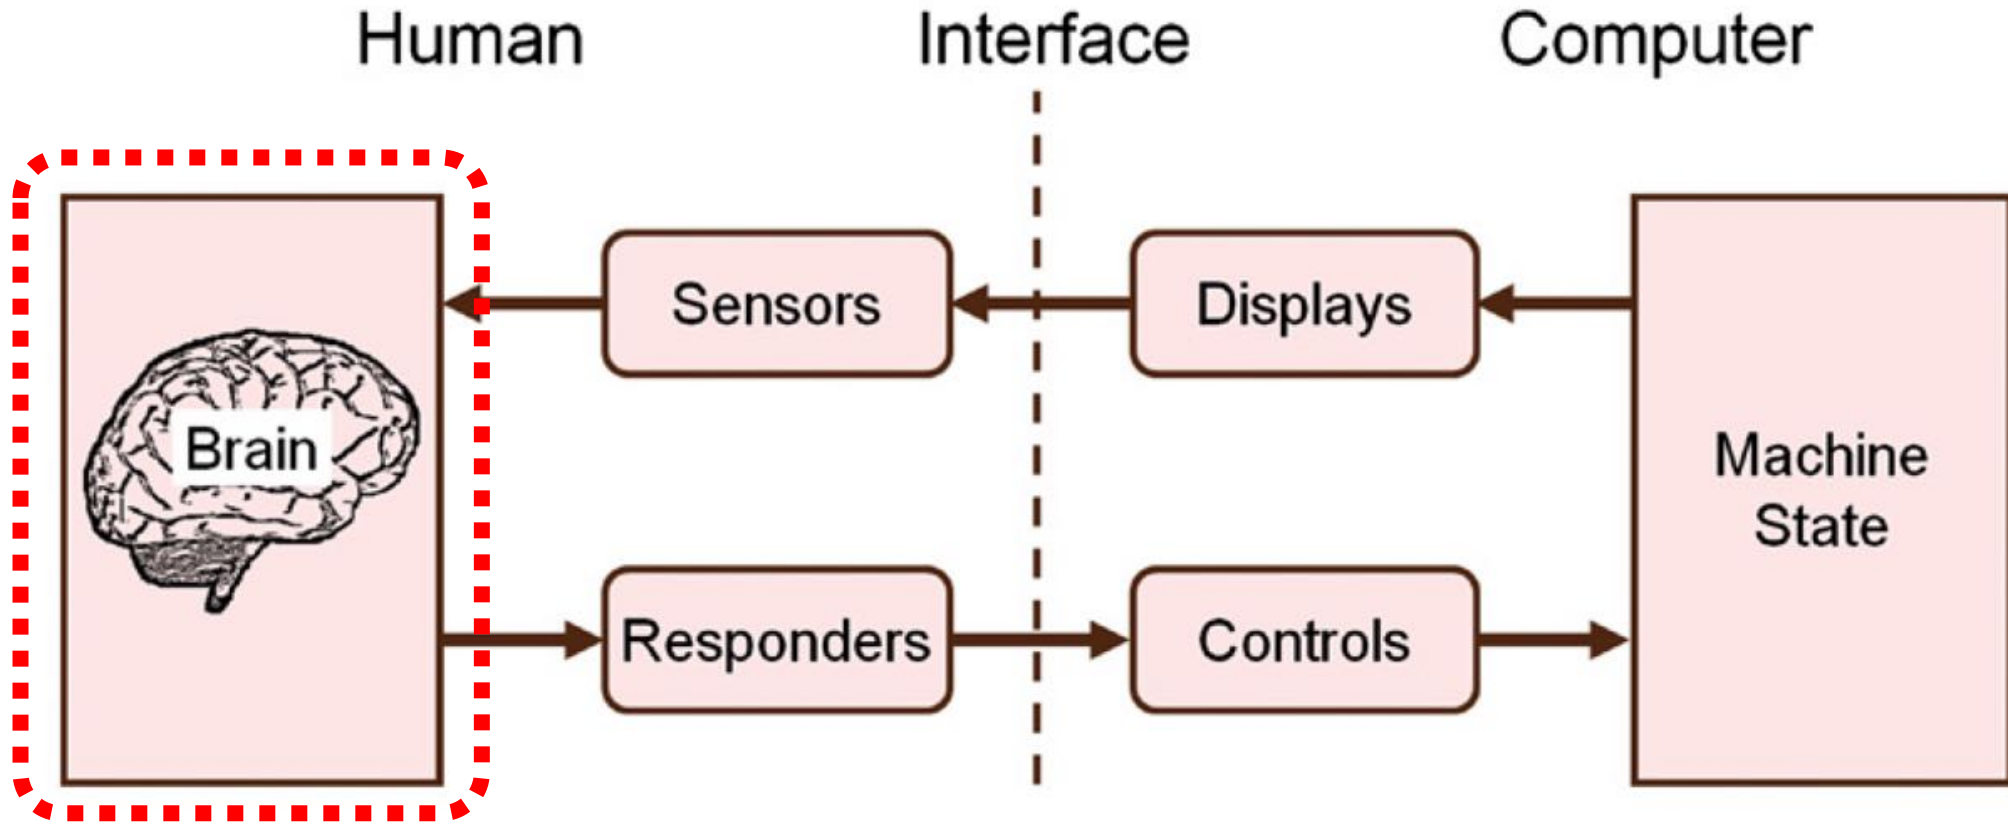 Human
Interface
Computer
Sensors
Displays
Brain
Machine
State
Responders
Controls